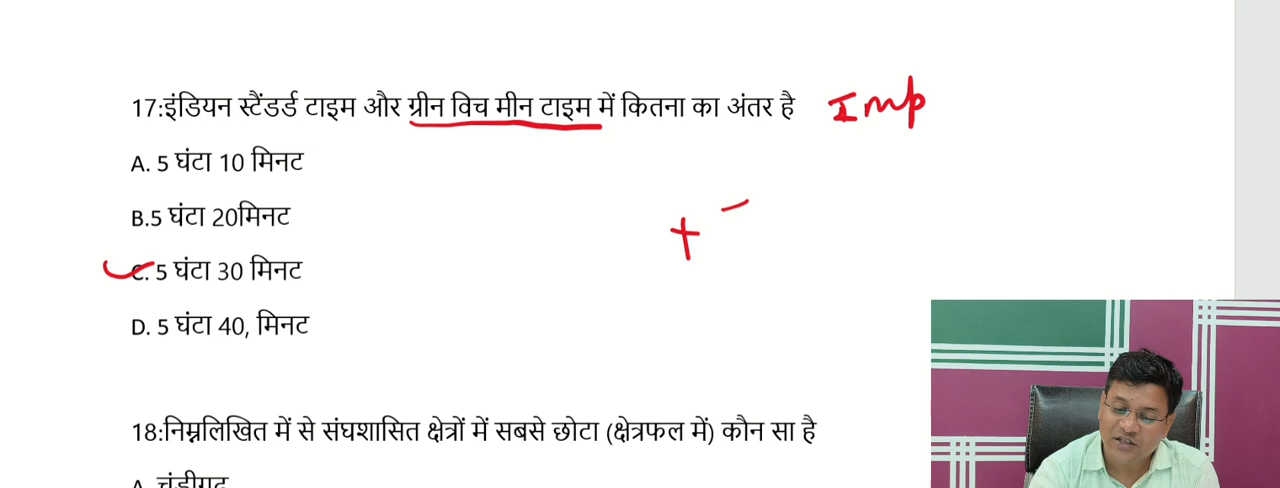 17:इंडियन स्टैंडर्ड टाइम और ग्रीन विच मीन टाइम में कितना का अंतर है Imp
A. 5 घंटा 10 मिनट
B.5 घंटा 20मिनट
+ -
C. 5 घंटा 30 मिनट
D. 5 घंटा 40, मिनट
18:निम्नलिखित में से संघशासित क्षेत्रों में सबसे छोटा (क्षेत्रफल में) कौन सा है
A. चंडीगढ़